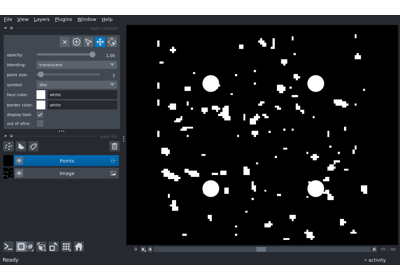 File View Layers Plugins Window Help
opacity: 1.00
blending: translucent
point size:
symbol: disc
face color: white
border color: white
display text:
out of slice:
Points
Image
Ready
activity